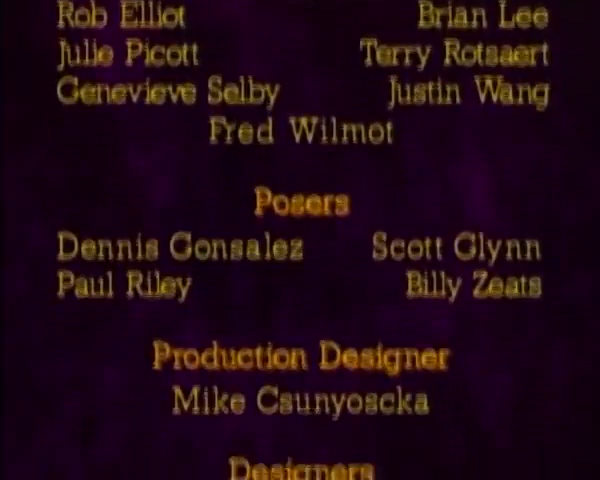 Rob Elliot Brian Lee
Julie Picott Terry Rotsaert
Genevieve Selby Justin Wang
Fred Wilmot
Posers
Dennis Gonsalez Scott Glynn
Paul Riley Billy Zeats
Production Designer
Mike Csunyoscka
Designers